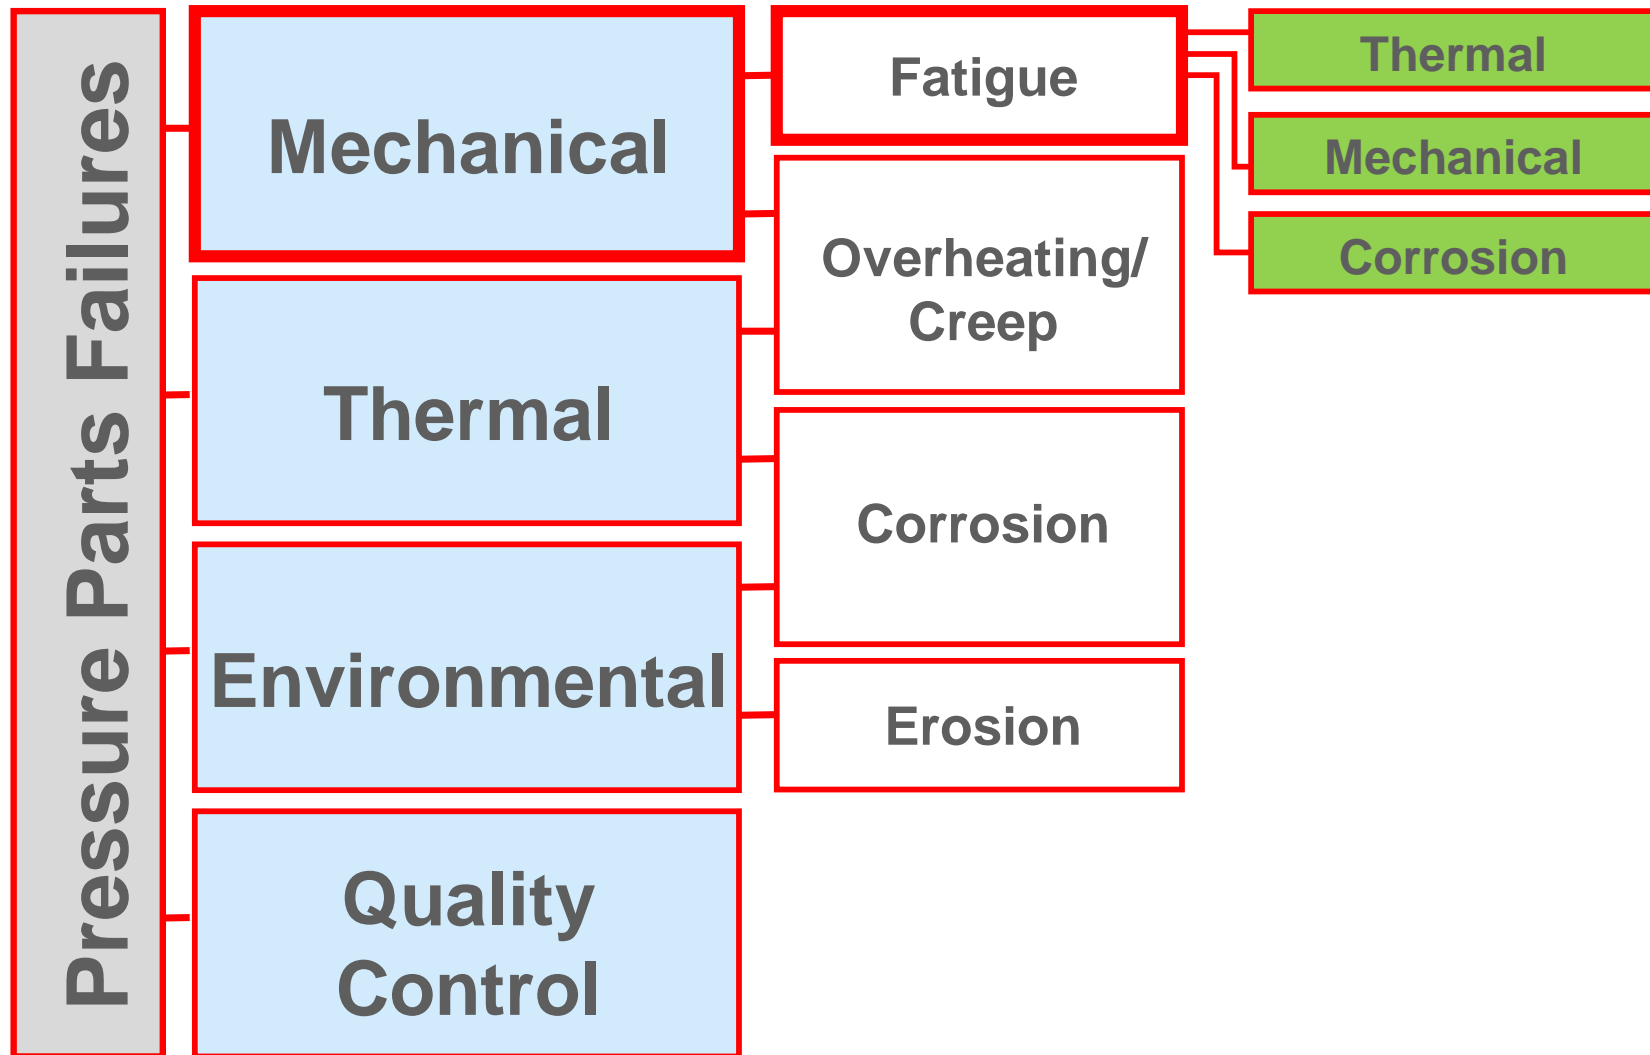 Pressure Parts Failures
Mechanical
Thermal
Environmental
Quality
Control
Fatigue
Overheating/
Creep
Corrosion
Erosion
Thermal
Mechanical
Corrosion